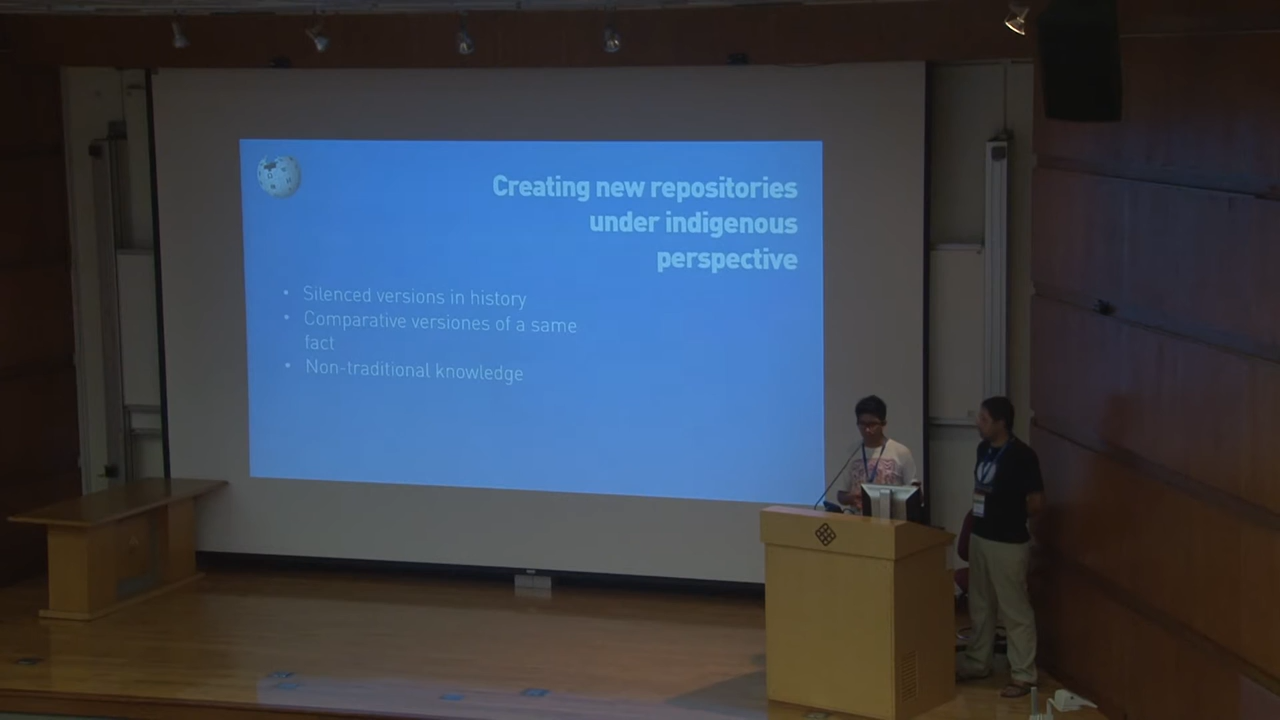 Creating new repositories
under indigenous
perspective
• Silenced versions in history
• Comparative versiones of a same
fact
• Non-traditional knowledge